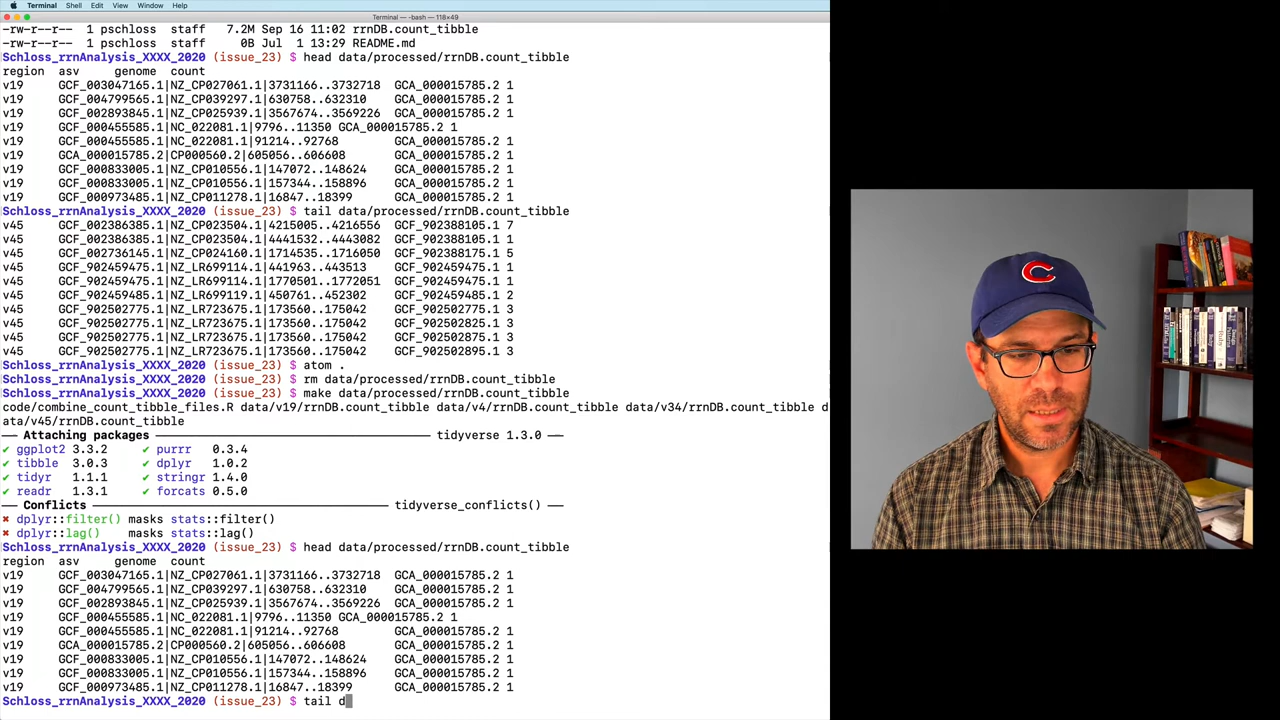 Terminal Shell Edit View Window Help
Terminal — -bash — 118×49
-rw-r--r-- 1 pschloss staff 7.2M Sep 16 11:02 rrnDB.count_tibble
-rw-r--r-- 1 pschloss staff 0B Jul 1 13:29 README.md
Schloss_rrnAnalysis_XXXX_2020 (issue_23) $ head data/processed/rrnDB.count_tibble
region asv genome count
v19 GCF_003047165.1|NZ_CP027061.1|3731166..3732718 GCA_000015785.2 1
v19 GCF_004799565.1|NZ_CP039297.1|630758..632310 GCA_000015785.2 1
v19 GCF_002893845.1|NZ_CP025939.1|3567674..3569226 GCA_000015785.2 1
v19 GCF_000455585.1|NC_022081.1|9796..11350 GCA_000015785.2 1
v19 GCF_000455585.1|NC_022081.1|91214..92768 GCA_000015785.2 1
v19 GCA_000015785.2|CP000560.2|605056..606608 GCA_000015785.2 1
v19 GCF_000833005.1|NZ_CP010556.1|147072..148624 GCA_000015785.2 1
v19 GCF_000833005.1|NZ_CP010556.1|157344..158896 GCA_000015785.2 1
v19 GCF_000973485.1|NZ_CP011278.1|16847..18399 GCA_000015785.2 1
Schloss_rrnAnalysis_XXXX_2020 (issue_23) $ tail data/processed/rrnDB.count_tibble
v45 GCF_002386385.1|NZ_CP023504.1|4215005..4216556 GCF_902388105.1 7
v45 GCF_002386385.1|NZ_CP023504.1|4441532..4443082 GCF_902388105.1 1
v45 GCF_002736145.1|NZ_CP024160.1|1714535..1716050 GCF_902388175.1 5
v45 GCF_902459475.1|NZ_LR699114.1|441963..443513 GCF_902459475.1 1
v45 GCF_902459475.1|NZ_LR699114.1|1770501..1772051 GCF_902459475.1 1
v45 GCF_902459485.1|NZ_LR699119.1|450761..452302 GCF_902459485.1 2
v45 GCF_902502775.1|NZ_LR723675.1|173560..175042 GCF_902502775.1 3
v45 GCF_902502775.1|NZ_LR723675.1|173560..175042 GCF_902502825.1 3
v45 GCF_902502775.1|NZ_LR723675.1|173560..175042 GCF_902502875.1 3
v45 GCF_902502775.1|NZ_LR723675.1|173560..175042 GCF_902502895.1 3
Schloss_rrnAnalysis_XXXX_2020 (issue_23) $ atom .
Schloss_rrnAnalysis_XXXX_2020 (issue_23) $ rm data/processed/rrnDB.count_tibble
Schloss_rrnAnalysis_XXXX_2020 (issue_23) $ make data/processed/rrnDB.count_tibble
code/combine_count_tibble_files.R data/v19/rrnDB.count_tibble data/v4/rrnDB.count_tibble data/v34/rrnDB.count_tibble d
ata/v45/rrnDB.count_tibble
── Attaching packages ──────────── tidyverse 1.3.0 ──
✔ ggplot2 3.3.2 ✔ purrr 0.3.4
✔ tibble 3.0.3 ✔ dplyr 1.0.2
✔ tidyr 1.1.1 ✔ stringr 1.4.0
✔ readr 1.3.1 ✔ forcats 0.5.0
── Conflicts ──────────── tidyverse_conflicts() ──
✖ dplyr::filter() masks stats::filter()
✖ dplyr::lag() masks stats::lag()
Schloss_rrnAnalysis_XXXX_2020 (issue_23) $ head data/processed/rrnDB.count_tibble
region asv genome count
v19 GCF_003047165.1|NZ_CP027061.1|3731166..3732718 GCA_000015785.2 1
v19 GCF_004799565.1|NZ_CP039297.1|630758..632310 GCA_000015785.2 1
v19 GCF_002893845.1|NZ_CP025939.1|3567674..3569226 GCA_000015785.2 1
v19 GCF_000455585.1|NC_022081.1|9796..11350 GCA_000015785.2 1
v19 GCF_000455585.1|NC_022081.1|91214..92768 GCA_000015785.2 1
v19 GCA_000015785.2|CP000560.2|605056..606608 GCA_000015785.2 1
v19 GCF_000833005.1|NZ_CP010556.1|147072..148624 GCA_000015785.2 1
v19 GCF_000833005.1|NZ_CP010556.1|157344..158896 GCA_000015785.2 1
v19 GCF_000973485.1|NZ_CP011278.1|16847..18399 GCA_000015785.2 1
Schloss_rrnAnalysis_XXXX_2020 (issue_23) $ tail d
C
Ruby